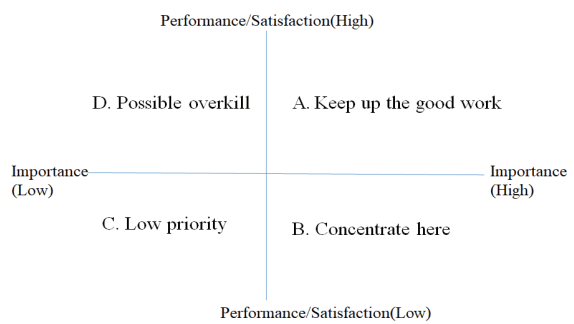 Performance/Satisfaction(High)
D. Possible overkill
A. Keep up the good work
Importance
(Low)
Importance
(High)
C. Low priority
B. Concentrate here
Performance/Satisfaction(Low)